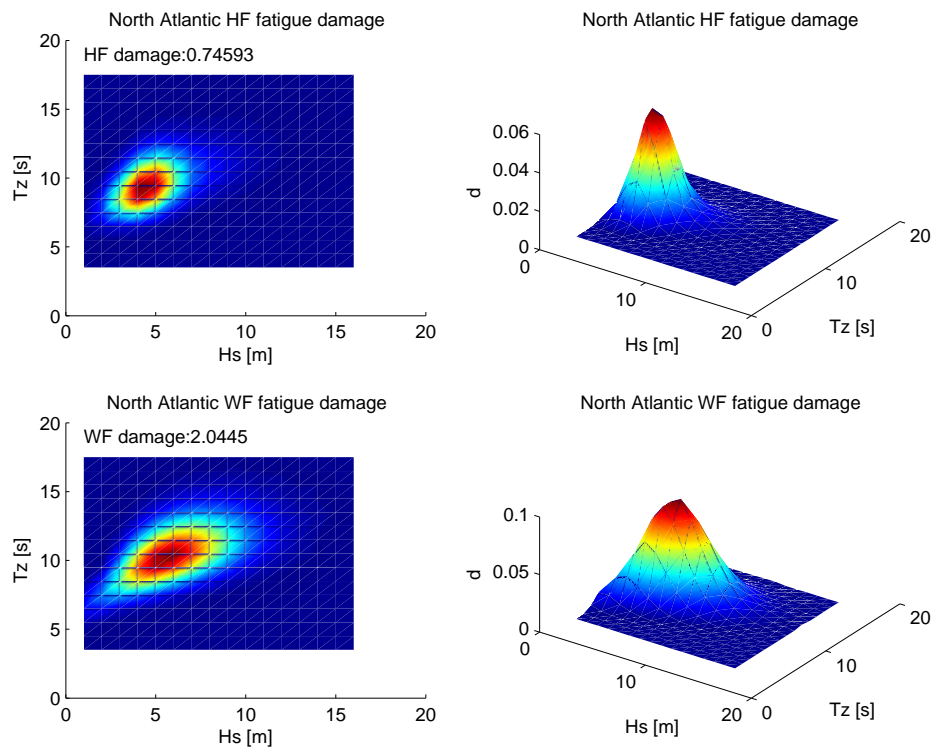 North Atlantic HF fatigue damage
HF damage:0.74593
20
15
10
5
0
Tz [s]
0 5 10 15 20
Hs [m]
North Atlantic HF fatigue damage
0.06
0.04
0.02
0
d
0
10
20
Hs [m]
0
10
20
Tz [s]
North Atlantic WF fatigue damage
WF damage:2.0445
20
15
10
5
0
Tz [s]
0 5 10 15 20
Hs [m]
North Atlantic WF fatigue damage
0.1
0.05
0
d
0
10
20
Hs [m]
0
10
20
Tz [s]